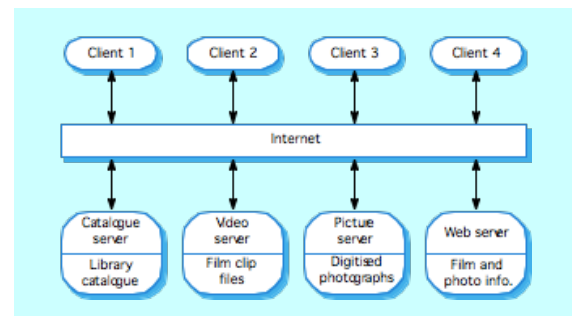 Client 1
Client 2
Client 3
Client 4
Internet
Catalogue
server
Library
catalogue
Video
server
Film clip
files
Picture
server
Digitised
photographs
Web server
Film and
photo info.